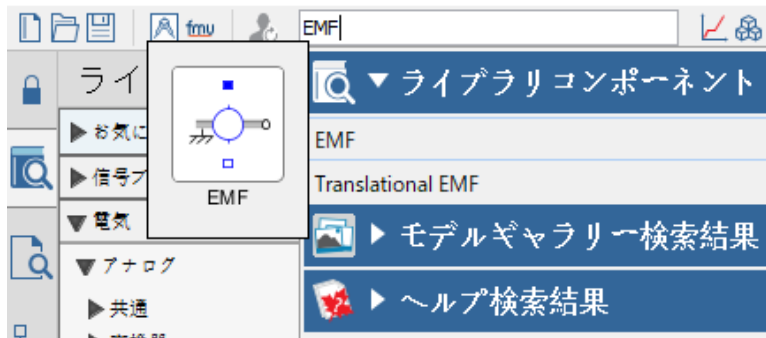 fmu
EMF
ライ
▼ライブラリコンポーネント
▶お気に
EMF
EMF
▶信号ブ
Translational EMF
▼電気
▶モデルギャラリー検索結果
▼アナログ
▶ヘルプ検索結果
▶共通